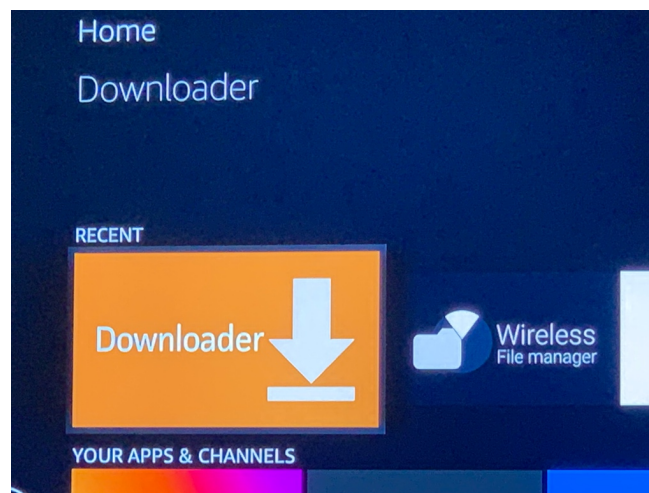 Home
Downloader
RECENT
Downloader
Wireless
File manager
YOUR APPS & CHANNELS